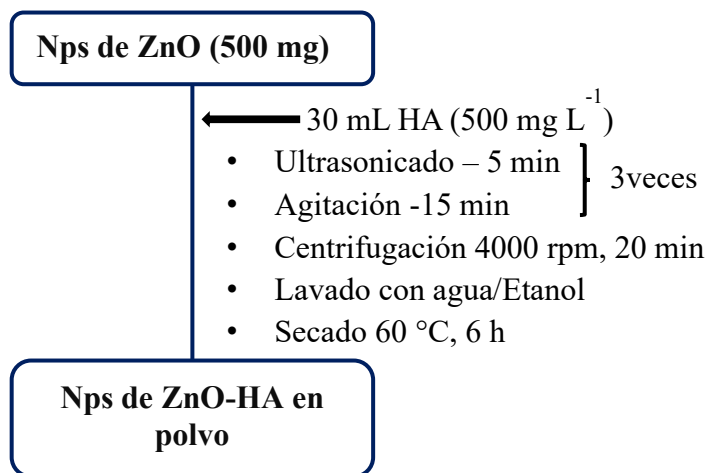 Nps de ZnO (500 mg)
30 mL HA (500 mg L⁻¹)
• Ultrasonicado – 5 min
• Agitación -15 min
3veces
• Centrifugación 4000 rpm, 20 min
• Lavado con agua/Etanol
• Secado 60 °C, 6 h
Nps de ZnO-HA en
polvo